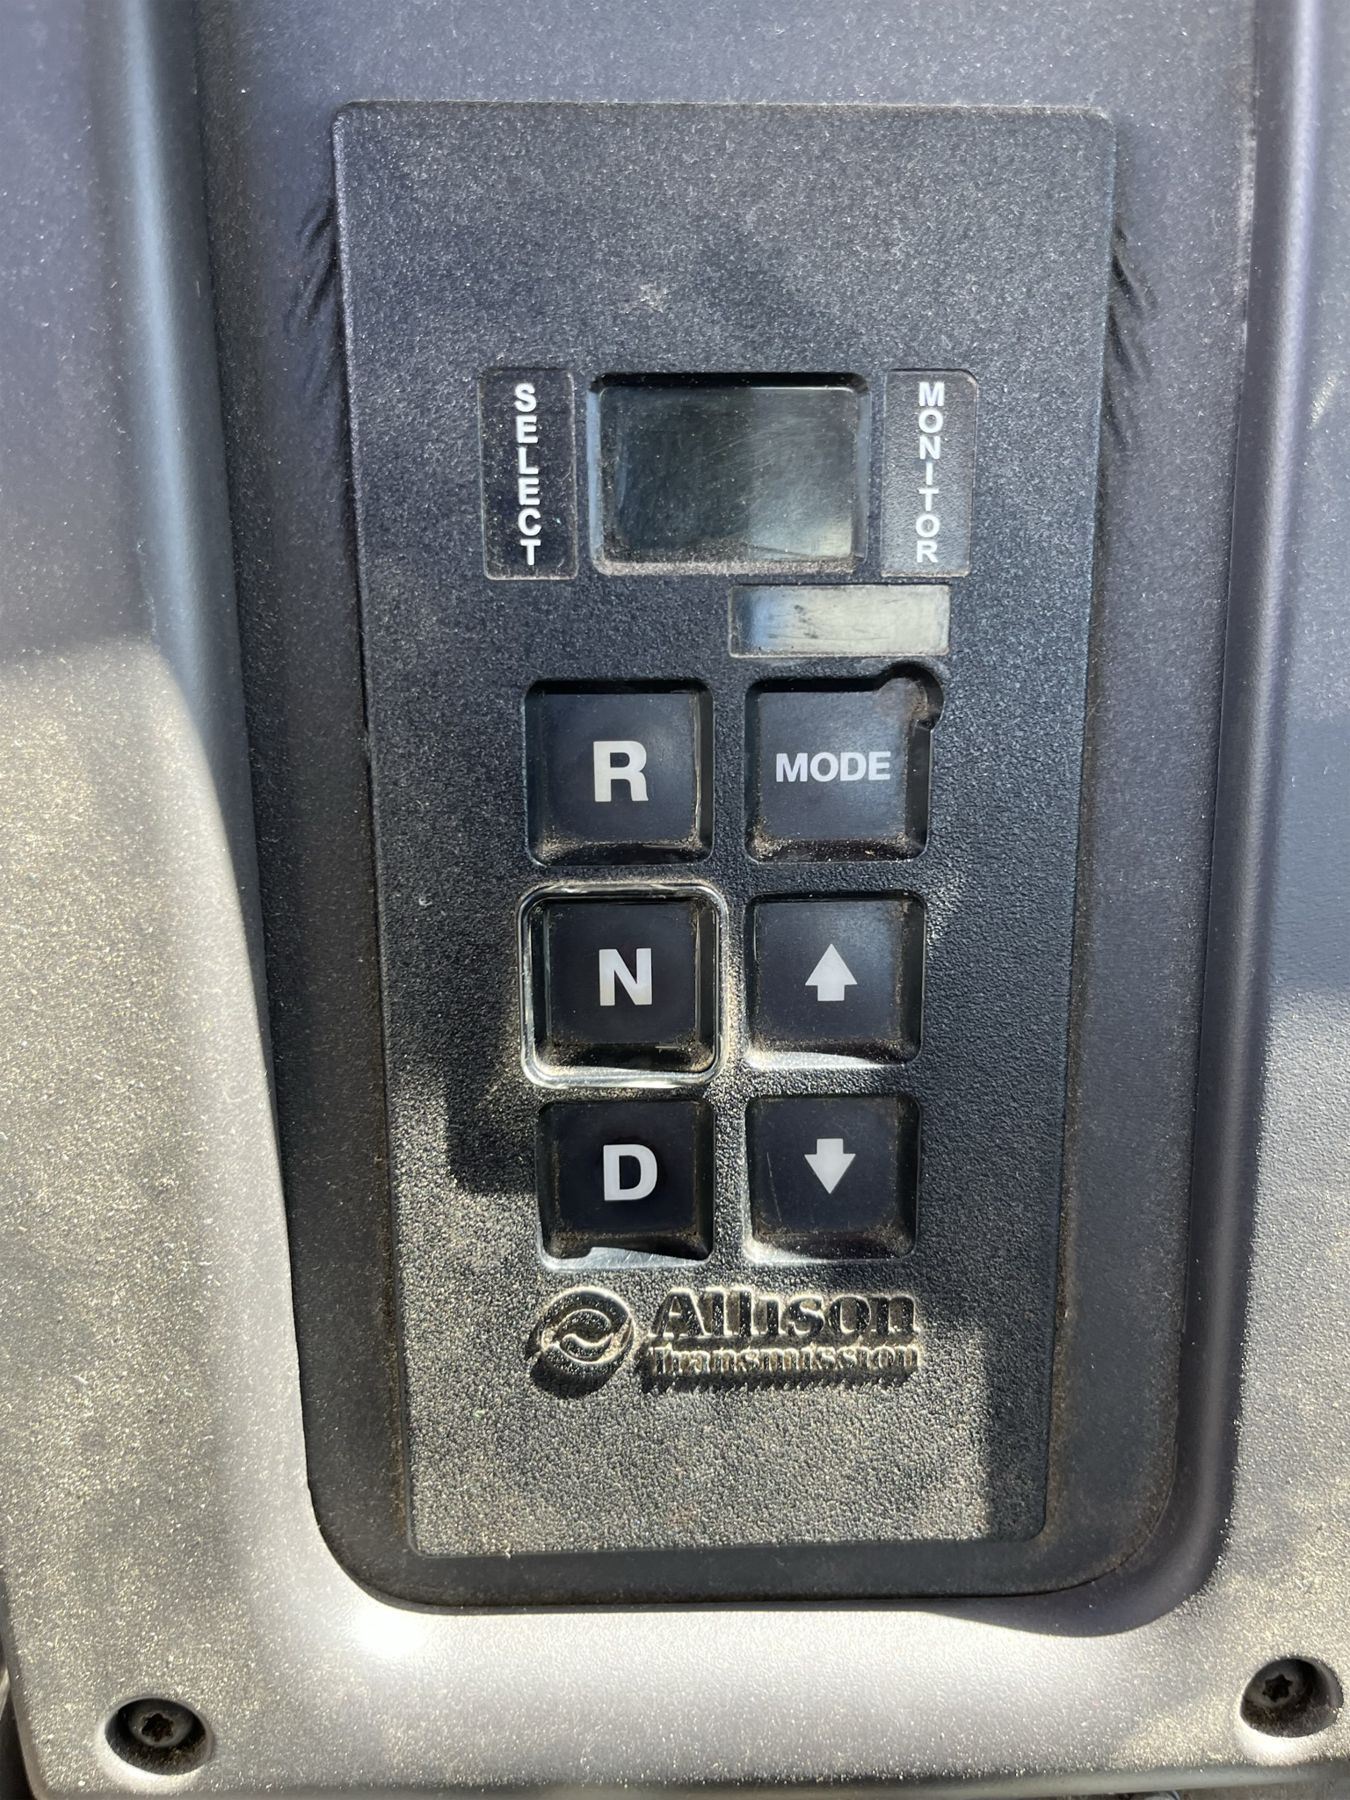 SELECT
MONITOR
R
MODE
N
D
Allison
Transmission